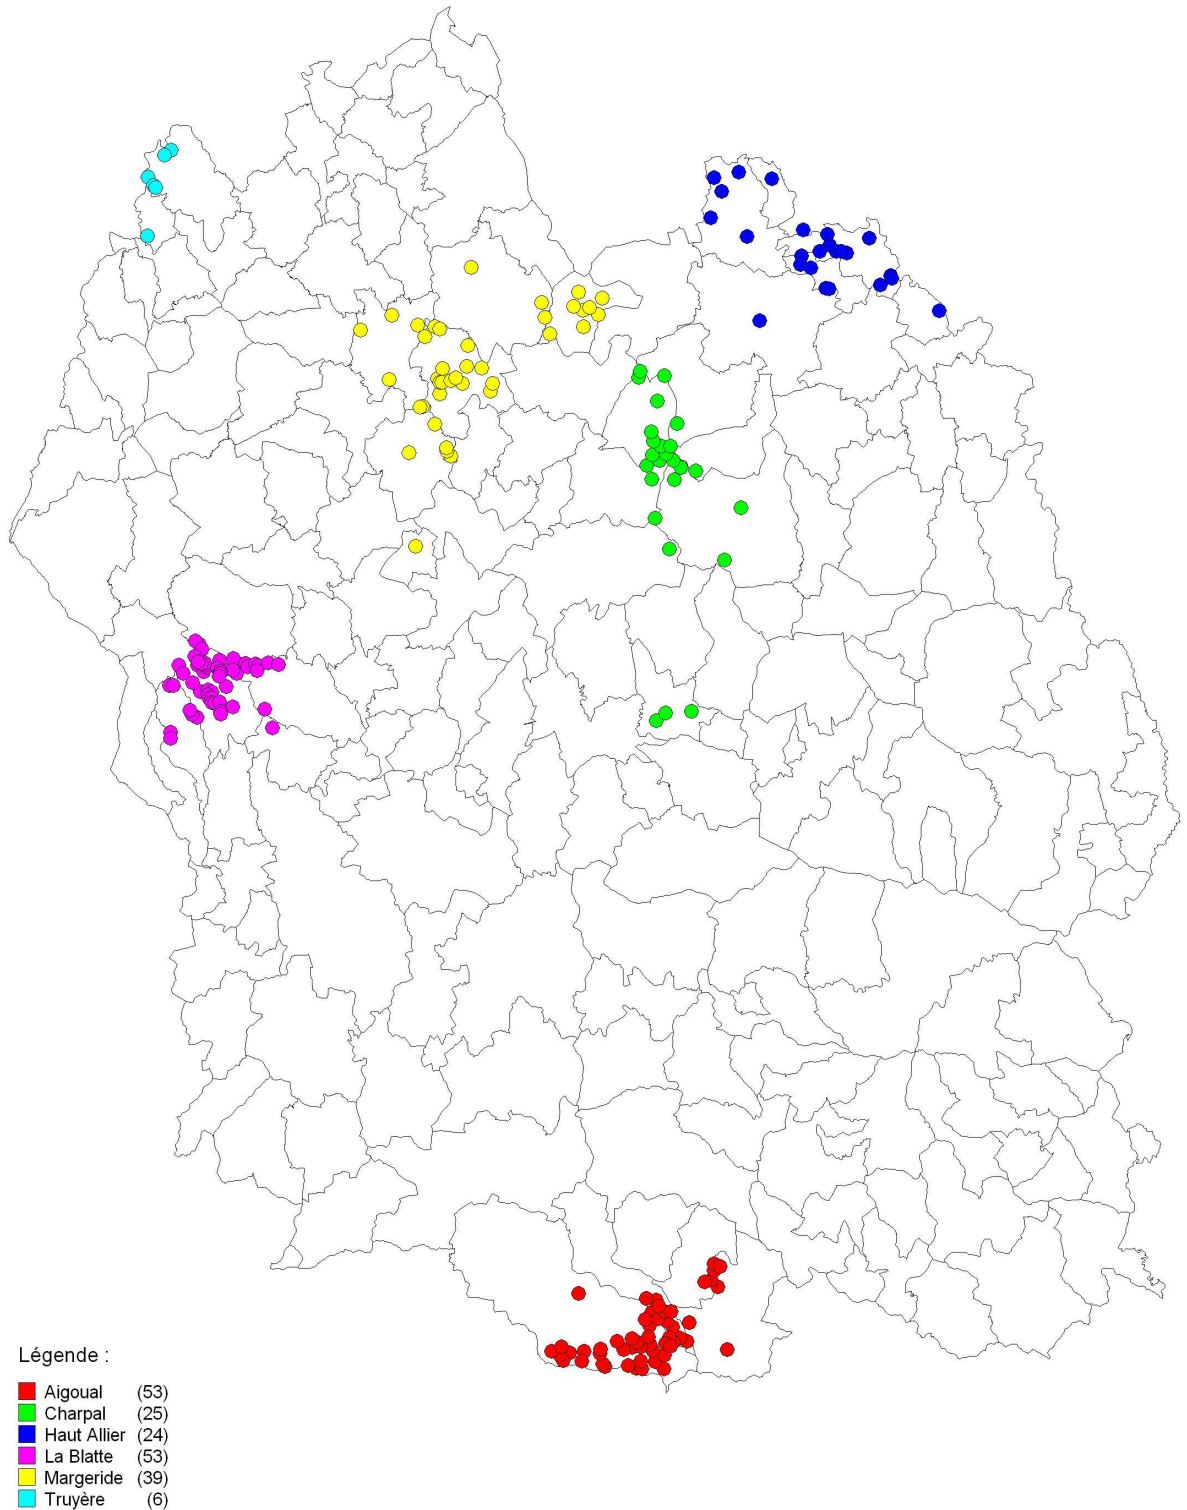 Légende :
Aigoual (53)
Charpal (25)
Haut Allier (24)
La Blatte (53)
Margeride (39)
Truyère (6)